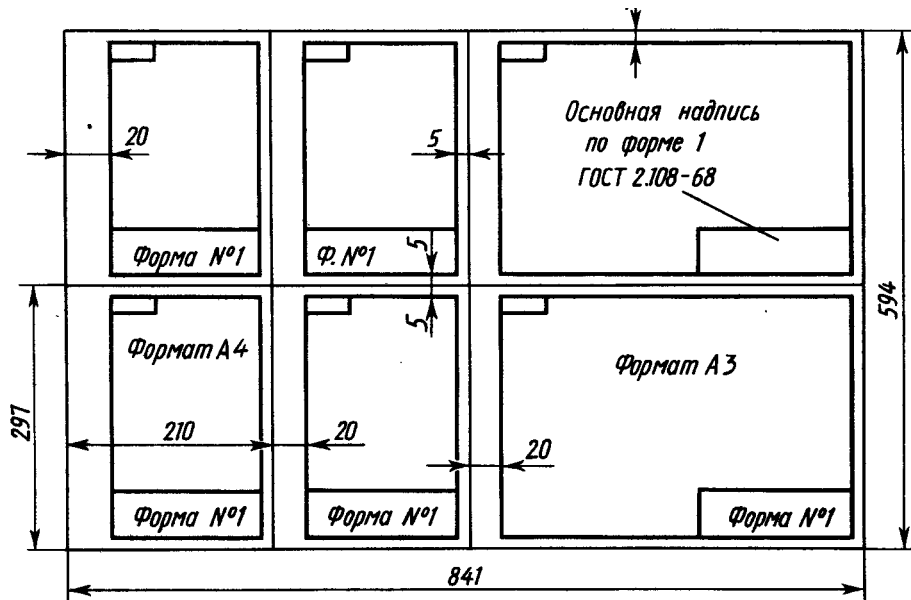 20
5
Основная надпись
по форме 1
ГОСТ 2.108-68
Форма №1
Ф. №1
5
5
594
297
Формат А4
Формат А3
210
20
20
Форма №1
Форма №1
Форма №1
841